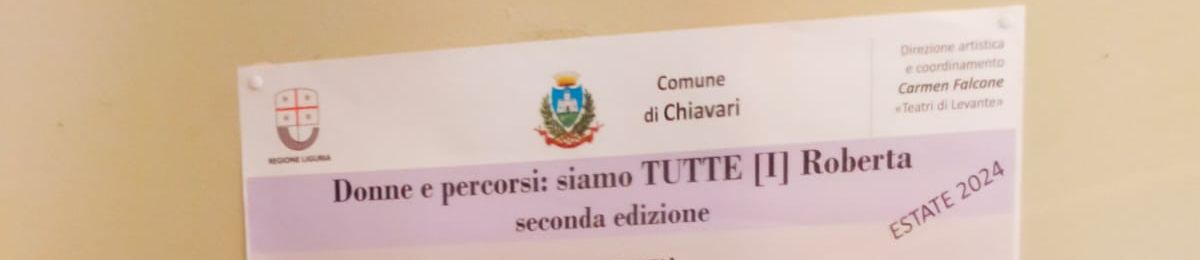 REGIONE LIGURIA
Comune
di Chiavari
Direzione artistica
e coordinamento
Carmen Falcone
«Teatri di Levante»
Donne e percorsi: siamo TUTTE [I] Roberta
seconda edizione
ESTATE 2024